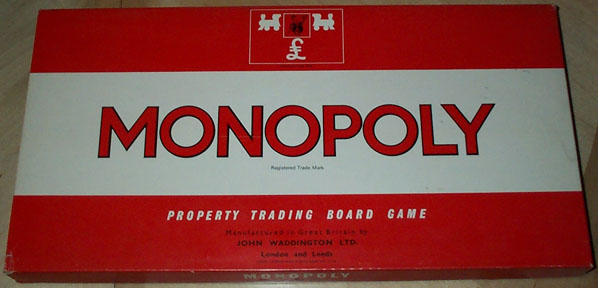 £
MONOPOLY
Registered Trade Mark
PROPERTY TRADING BOARD GAME
Manufactured in Great Britain by
JOHN WADDINGTON LTD.
London and Leeds
MONOPOLY